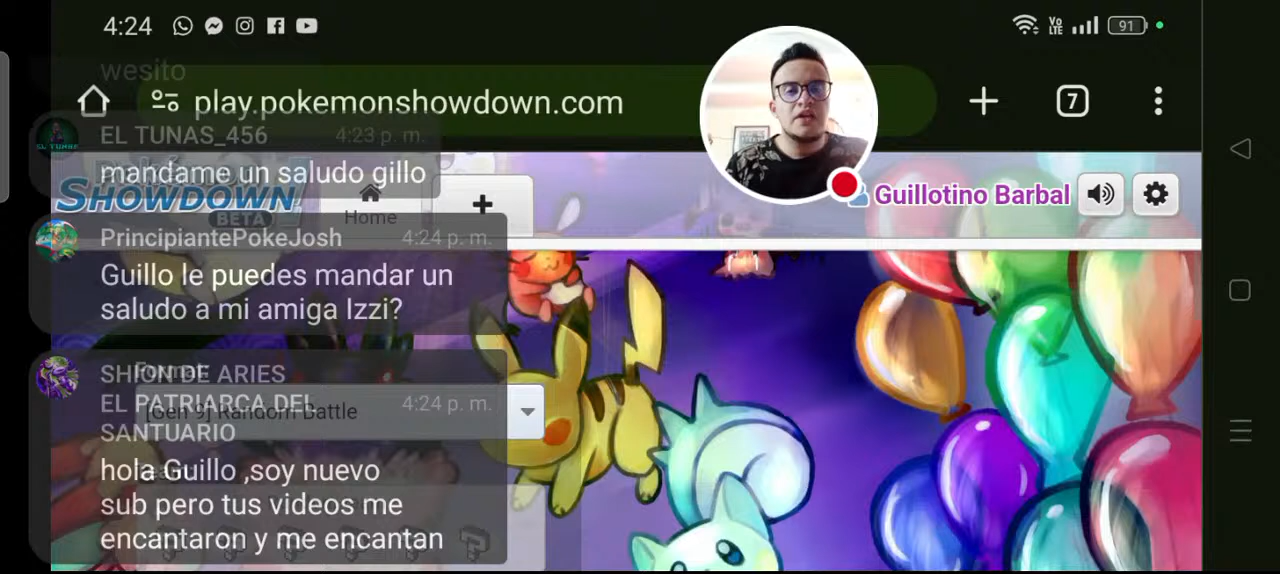 4:24
91
wesito
play.pokemonshowdown.com
7
EL TUNAS_456 4:23 p. m.
mandame un saludo gillo
SHOWDOWN
BETA
Home
Guillotino Barbal
PrincipiantePokeJosh 4:24 p. m.
Guillo le puedes mandar un
saludo a mi amiga Izzi?
Format:
SHION DE ARIES
EL PATRIARCA DEL 4:24 p. m.
SANTUARIO
[Gen 9] Random Battle
hola Guillo ,soy nuevo
sub pero tus videos me
encantaron y me encantan